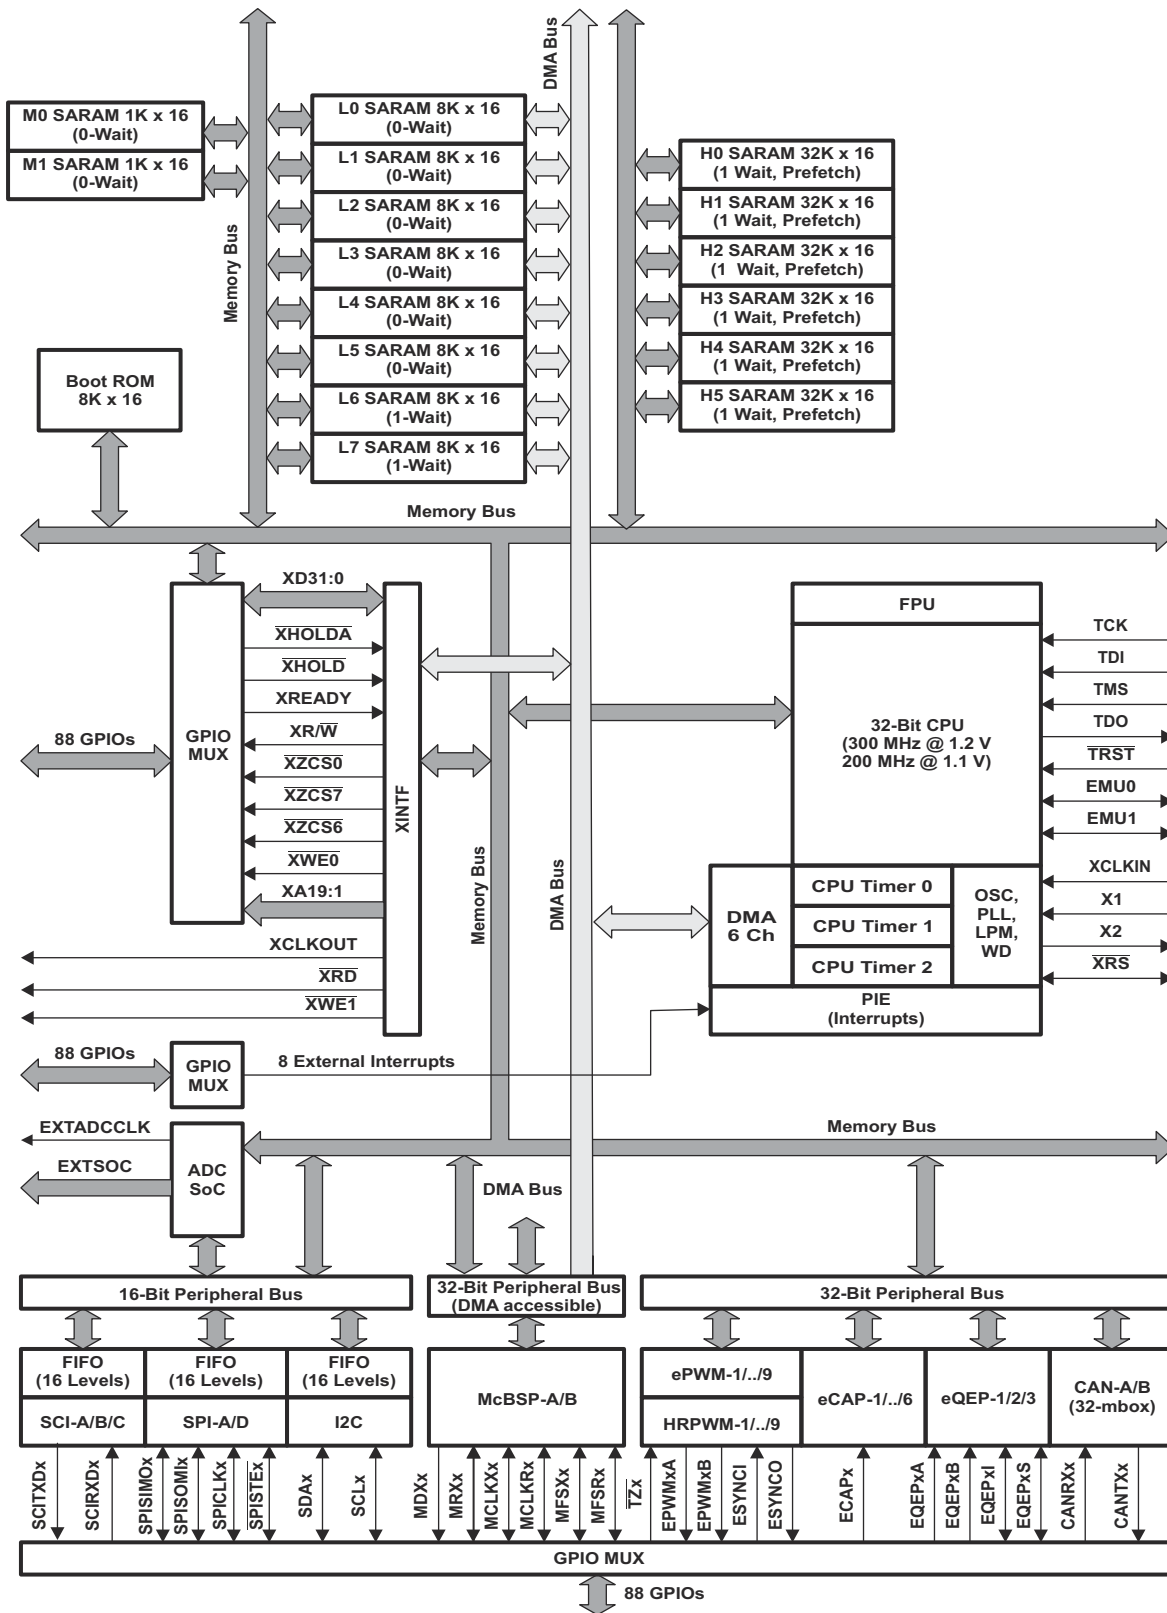 DMA Bus
M0 SARAM 1K x 16
(0-Wait)
M1 SARAM 1K x 16
(0-Wait)
Memory Bus
L0 SARAM 8K x 16
(0-Wait)
L1 SARAM 8K x 16
(0-Wait)
L2 SARAM 8K x 16
(0-Wait)
L3 SARAM 8K x 16
(0-Wait)
L4 SARAM 8K x 16
(0-Wait)
L5 SARAM 8K x 16
(0-Wait)
L6 SARAM 8K x 16
(1-Wait)
L7 SARAM 8K x 16
(1-Wait)
H0 SARAM 32K x 16
(1 Wait, Prefetch)
H1 SARAM 32K x 16
(1 Wait, Prefetch)
H2 SARAM 32K x 16
(1 Wait, Prefetch)
H3 SARAM 32K x 16
(1 Wait, Prefetch)
H4 SARAM 32K x 16
(1 Wait, Prefetch)
H5 SARAM 32K x 16
(1 Wait, Prefetch)
Boot ROM
8K x 16
Memory Bus
88 GPIOs
GPIO
MUX
XD31:0
X̅H̅O̅L̅D̅A̅
X̅H̅O̅L̅D̅
XREADY
XR/W̅
X̅Z̅C̅S̅0̅
X̅Z̅C̅S̅7̅
X̅Z̅C̅S̅6̅
X̅W̅E̅0̅
XA19:1
XCLKOUT
X̅R̅D̅
X̅W̅E̅1̅
XINTF
Memory Bus
DMA Bus
FPU
32-Bit CPU
(300 MHz @ 1.2 V
200 MHz @ 1.1 V)
TCK
TDI
TMS
TDO
T̅R̅S̅T̅
EMU0
EMU1
XCLKIN
X1
X2
X̅R̅S̅
DMA
6 Ch
CPU Timer 0
CPU Timer 1
CPU Timer 2
OSC,
PLL,
LPM,
WD
PIE
(Interrupts)
88 GPIOs
GPIO
MUX
8 External Interrupts
EXTADCCLK
EXTSOC
ADC
SoC
Memory Bus
DMA Bus
16-Bit Peripheral Bus
32-Bit Peripheral Bus
(DMA accessible)
32-Bit Peripheral Bus
FIFO
(16 Levels)
SCI-A/B/C
FIFO
(16 Levels)
SPI-A/D
FIFO
(16 Levels)
I2C
McBSP-A/B
ePWM-1/../9
HRPWM-1/../9
eCAP-1/../6
eQEP-1/2/3
CAN-A/B
(32-mbox)
SCITXDx
SCIRXDx
SPISIMOx
SPISOMIx
SPICLKx
S̅P̅I̅S̅T̅E̅x
SDAx
SCLx
MDXx
MRXx
MCLKXx
MCLKRx
MFSXx
MFSRx
T̅Z̅x
EPWMxA
EPWMxB
ESYNCI
ESYNCO
ECAPx
EQEPxA
EQEPxB
EQEPxI
EQEPxS
CANRXx
CANTXx
GPIO MUX
88 GPIOs